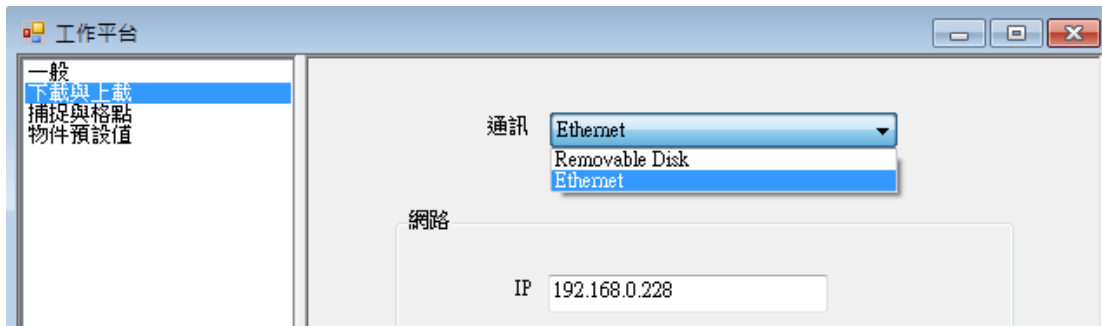 工作平台
一般
下載與上載
捕捉與格點
物件預設值
通訊 Ethernet
Removable Disk
Ethernet
網路
IP 192.168.0.228